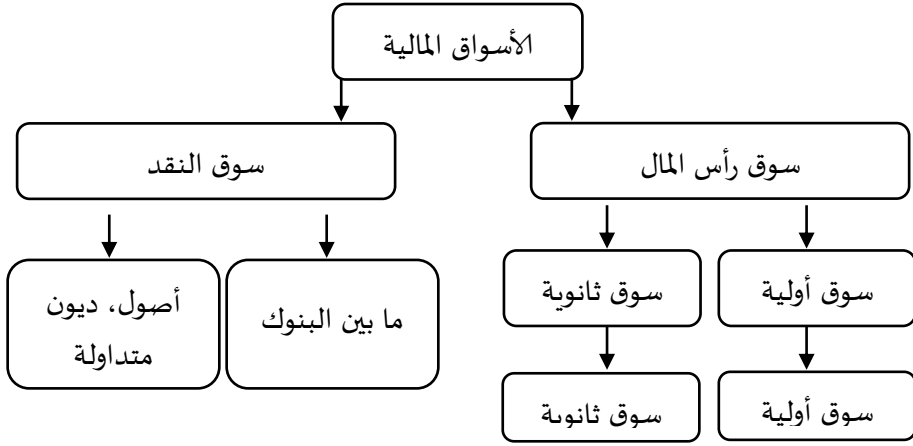 الأسواق المالية
سوق رأس المال
سوق النقد
سوق أولية
سوق ثانوية
ما بين البنوك
أصول، ديون
متداولة
سوق أولية
سوق ثانوية